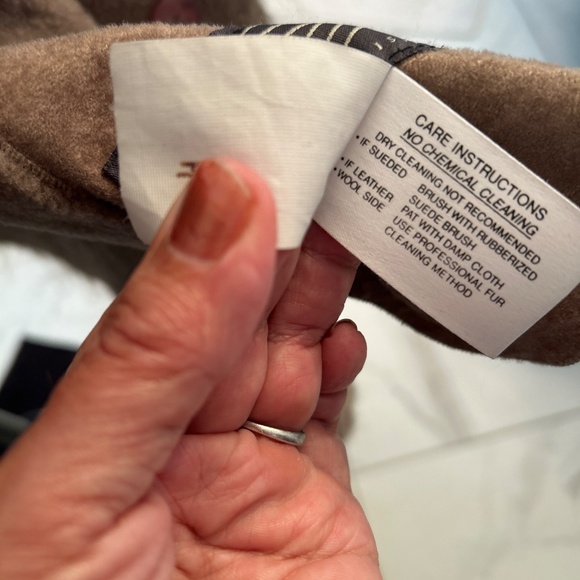 CARE INSTRUCTIONS
NO CHEMICAL CLEANING
DRY CLEANING NOT RECOMMENDED
• IF SUEDED BRUSH WITH RUBBERIZED
SUEDE BRUSH
• IF LEATHER PAT WITH DAMP CLOTH
• WOOL SIDE USE PROFESSIONAL FUR
CLEANING METHOD